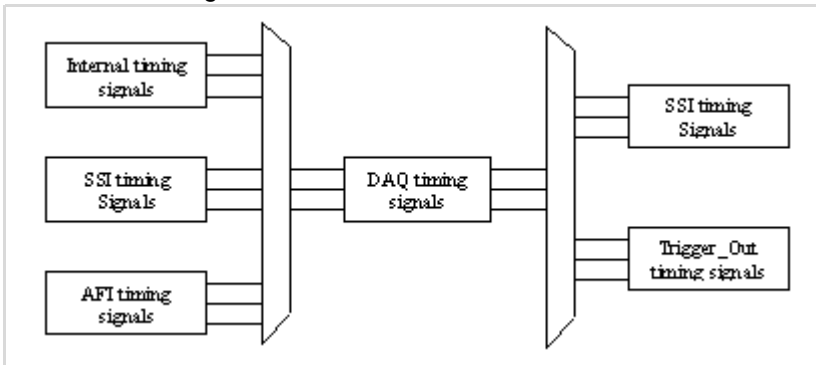 Internal timing
signals
SSI timing
Signals
AFI timing
signals
DAQ timing
signals
SSI timing
Signals
Trigger_Out
timing signals